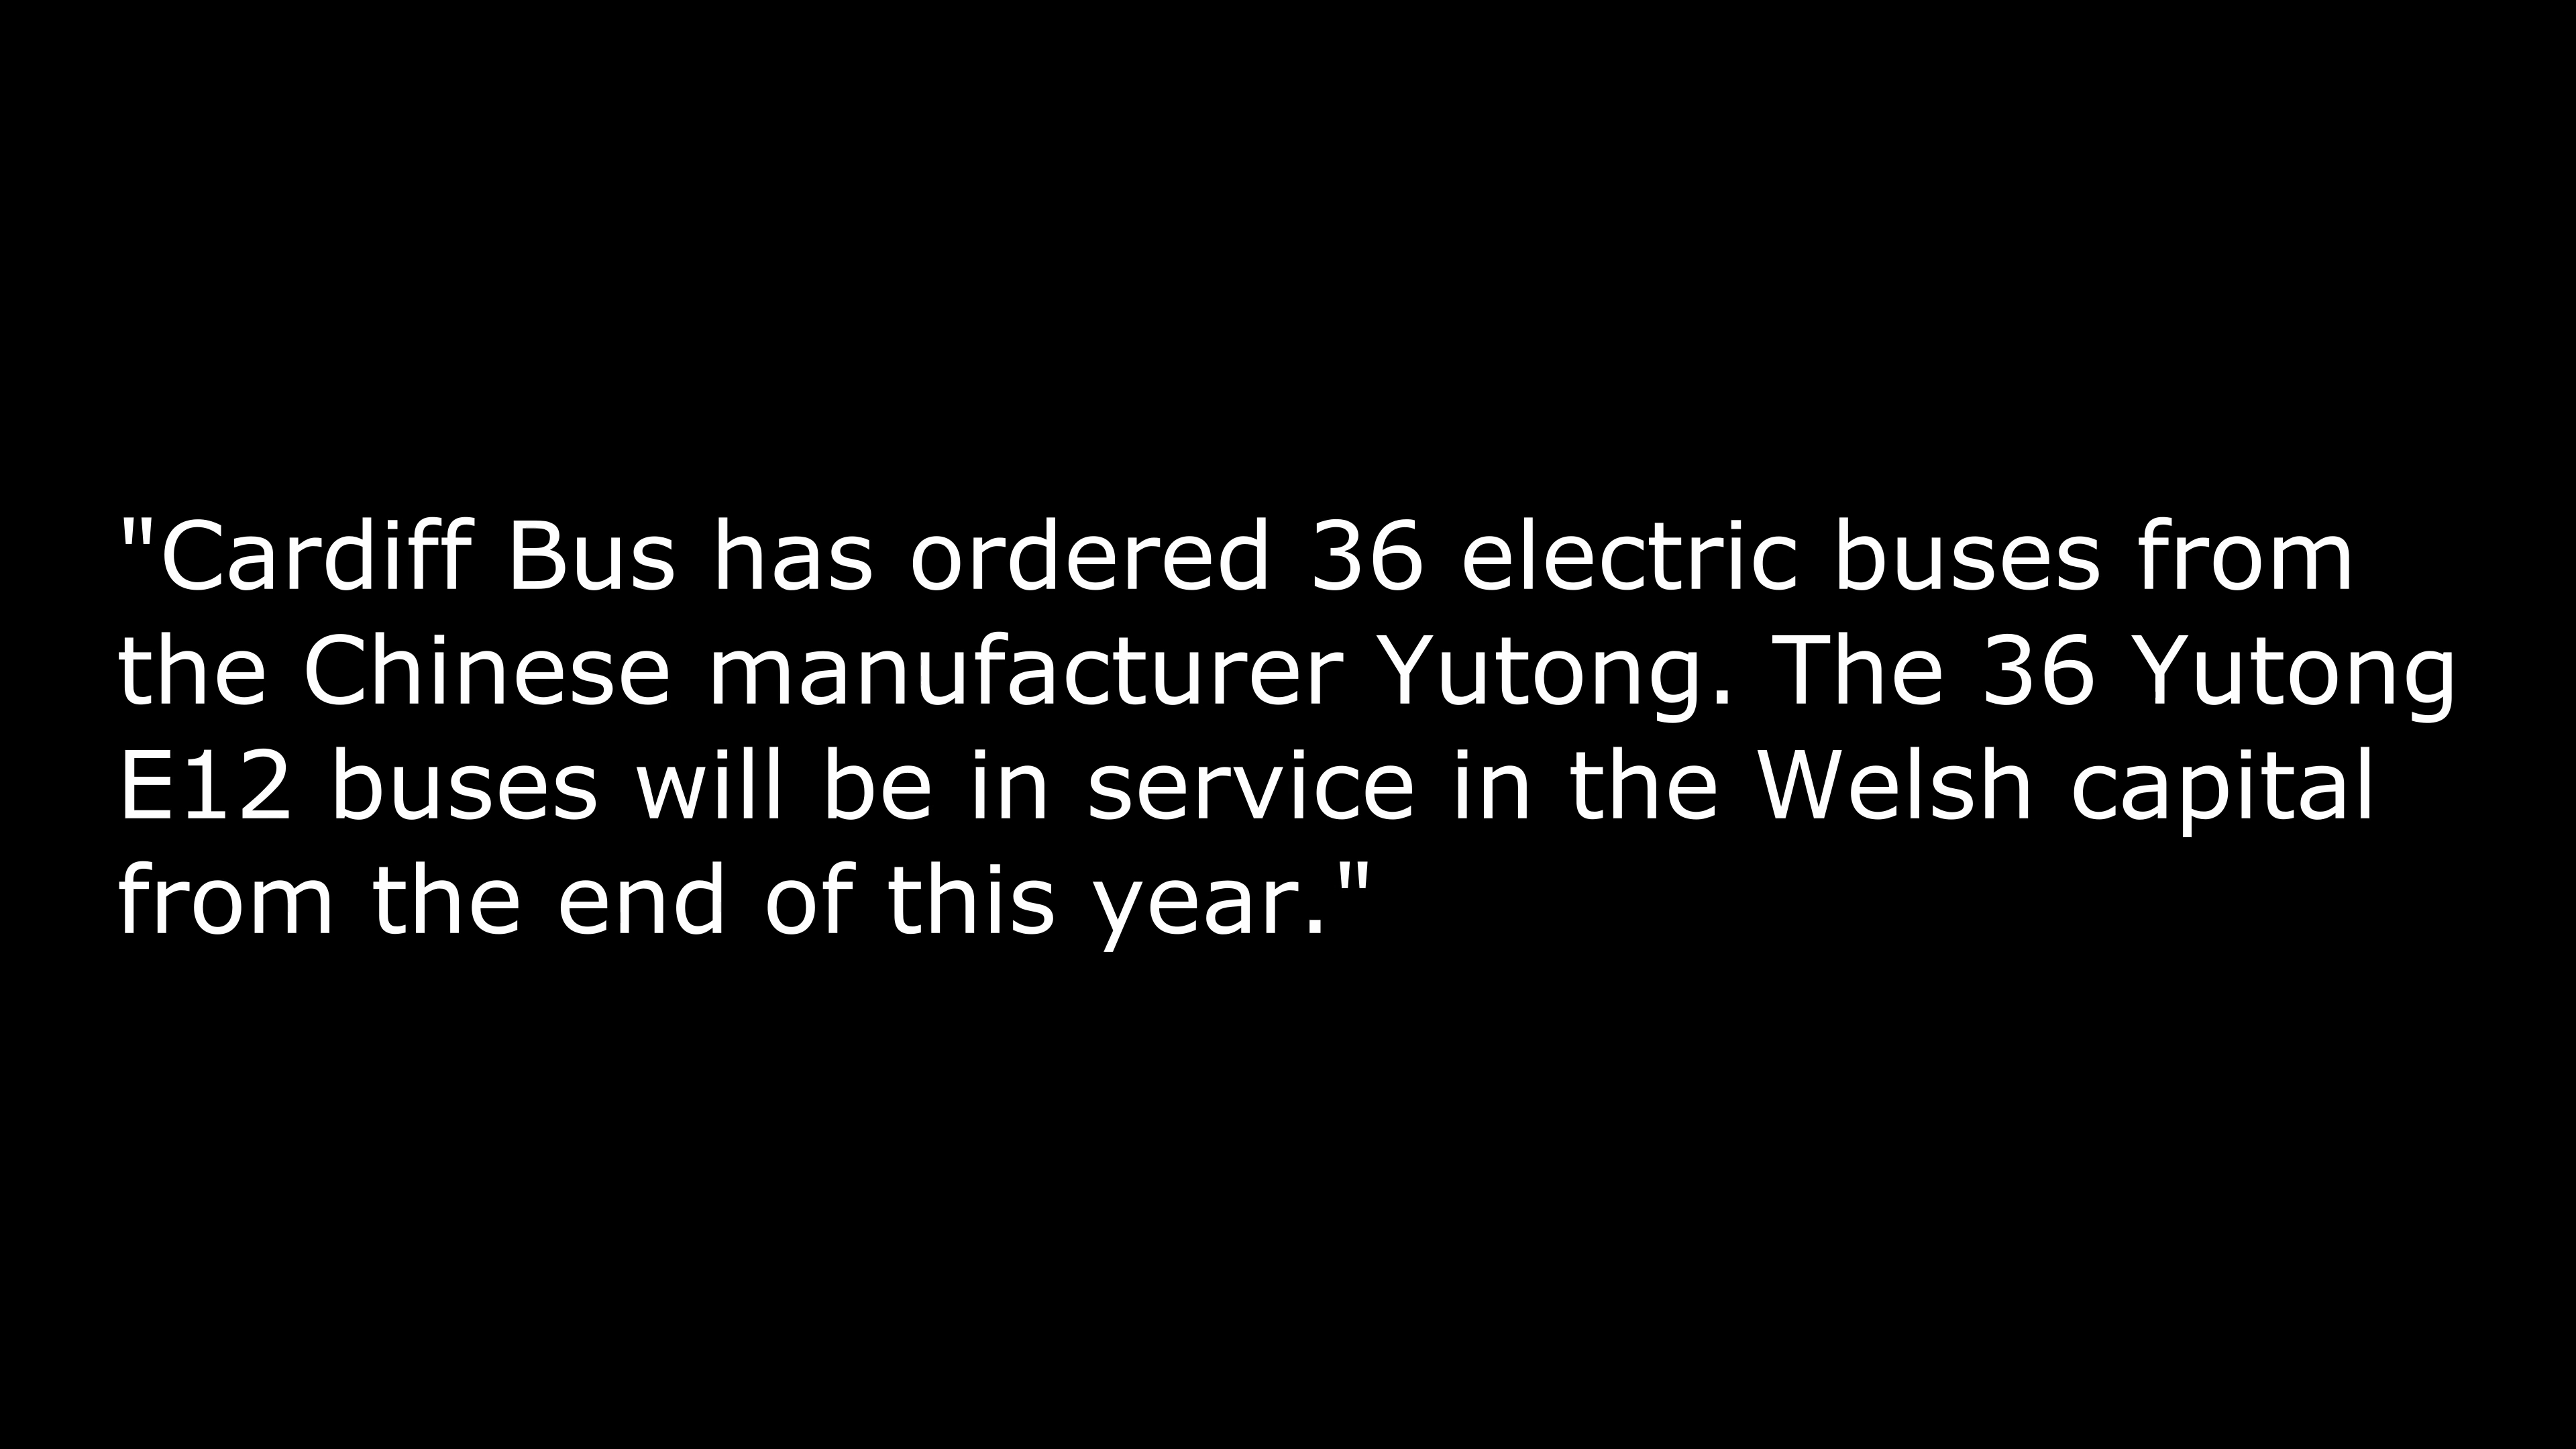 "Cardiff Bus has ordered 36 electric buses from
the Chinese manufacturer Yutong. The 36 Yutong
E12 buses will be in service in the Welsh capital
from the end of this year."